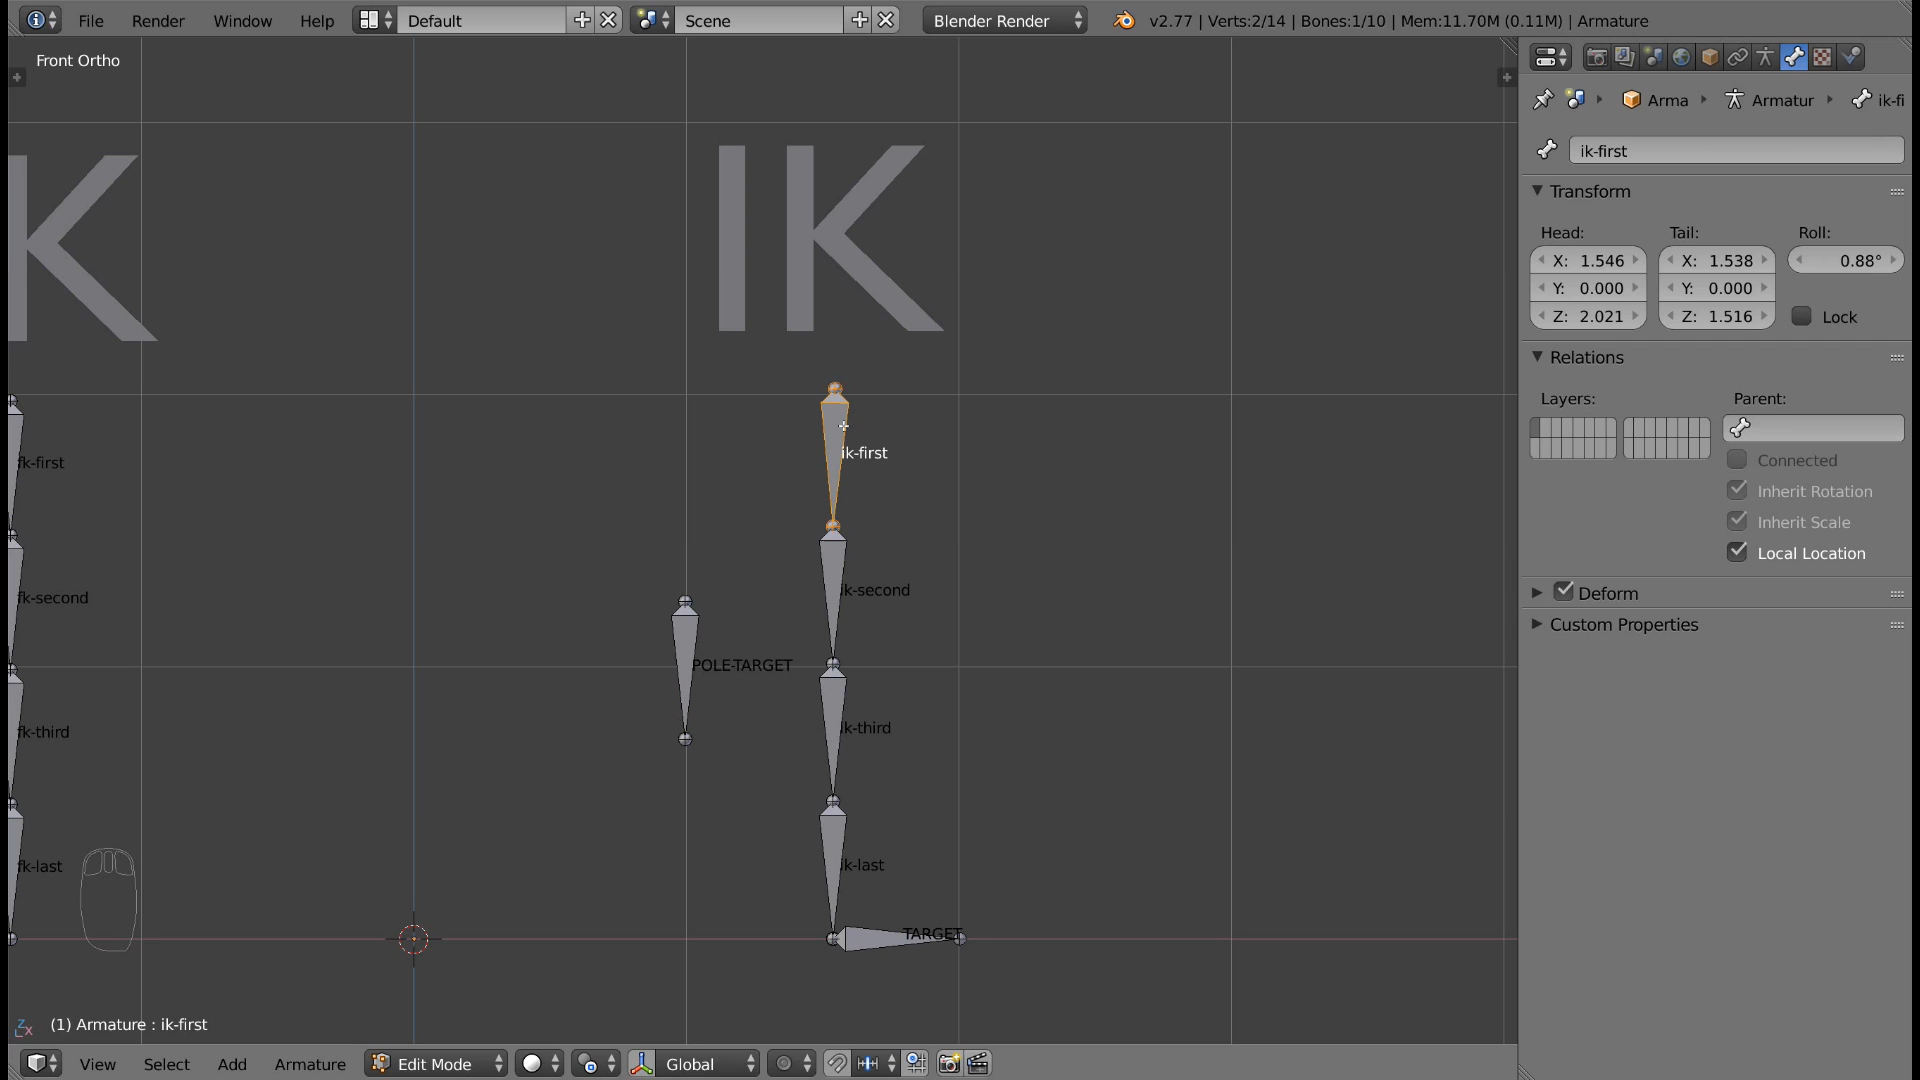 File Render Window Help Default Scene Blender Render v2.77 | Verts:2/14 | Bones:1/10 | Mem:11.70M (0.11M) | Armature
Front Ortho
K
IK
fk-first
fk-second
fk-third
fk-last
ik-first
ik-second
ik-third
ik-last
POLE-TARGET
TARGET
(1) Armature : ik-first
View Select Add Armature Edit Mode Global
Arma Armatur ik-fi
ik-first
Transform
Head: Tail: Roll:
X: 1.546 X: 1.538 0.88°
Y: 0.000 Y: 0.000
Z: 2.021 Z: 1.516 Lock
Relations
Layers: Parent:
Connected
Inherit Rotation
Inherit Scale
Local Location
Deform
Custom Properties